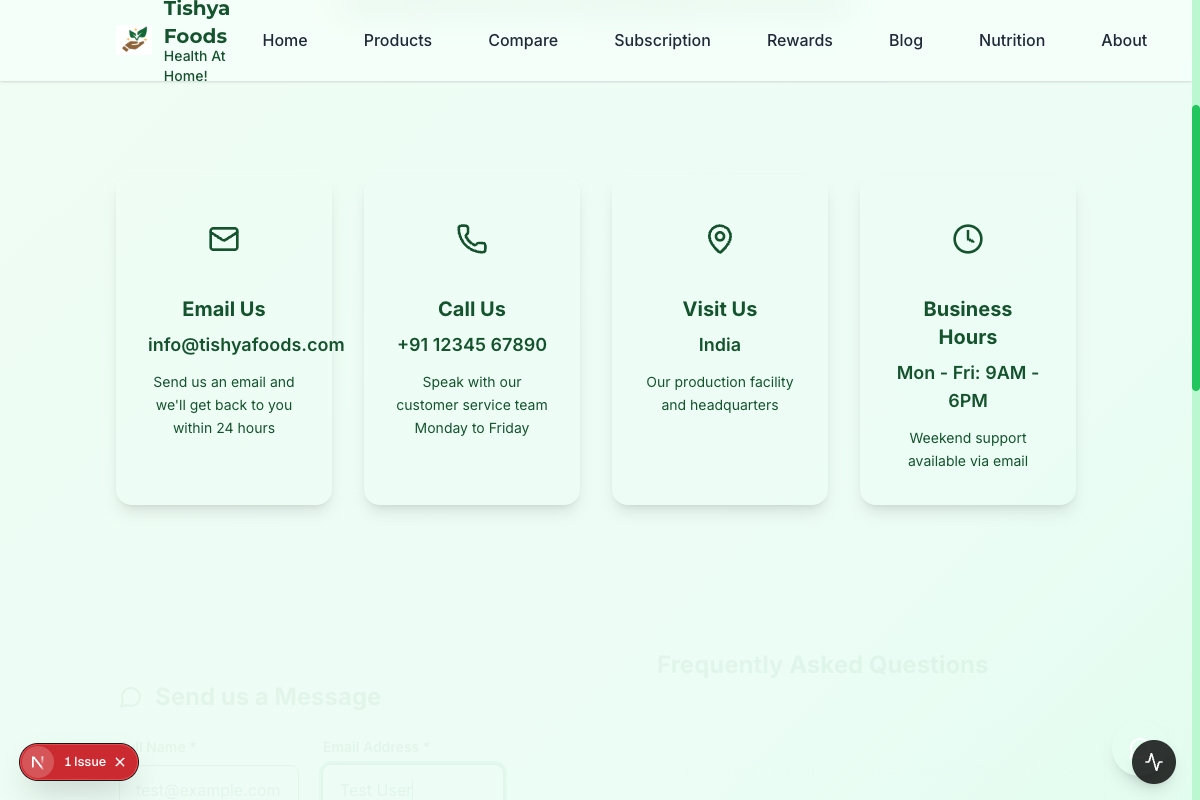 Tishya
Foods
Health At
Home!
Home
Products
Compare
Subscription
Rewards
Blog
Nutrition
About
Email Us
info@tishyafoods.com
Send us an email and
we'll get back to you
within 24 hours
Call Us
+91 12345 67890
Speak with our
customer service team
Monday to Friday
Visit Us
India
Our production facility
and headquarters
Business
Hours
Mon - Fri: 9AM -
6PM
Weekend support
available via email
Frequently Asked Questions
Send us a Message
Name *
Email Address *
test@example.com
Test User
N
1 Issue